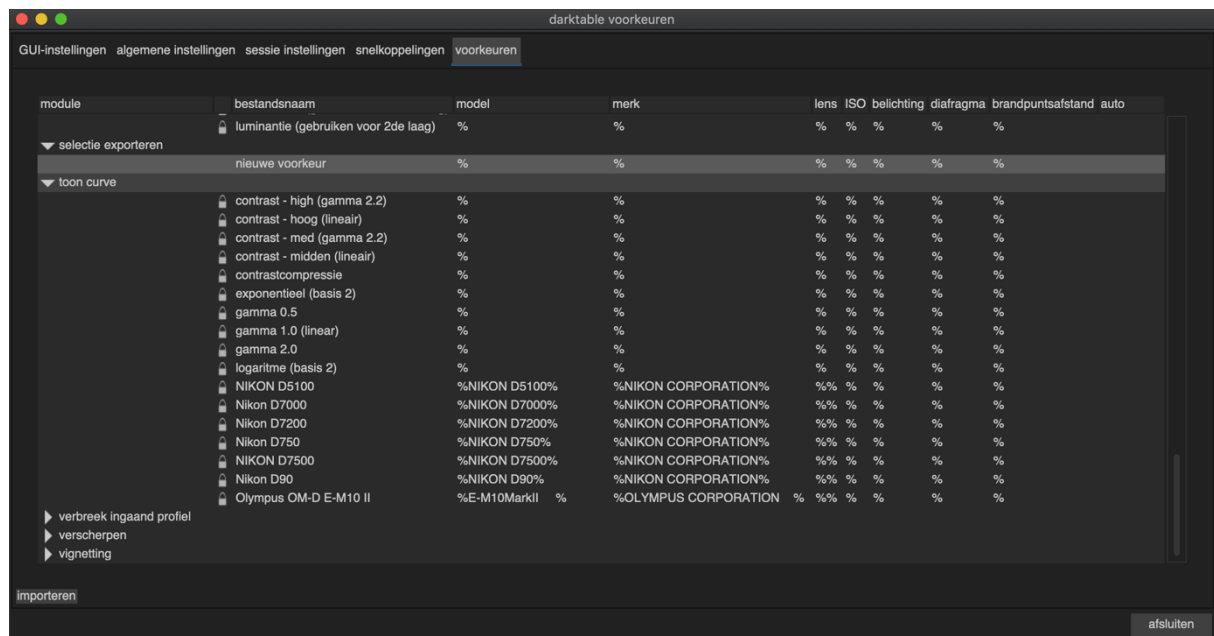 darktable voorkeuren
GUI-instellingen algemene instellingen sessie instellingen snelkoppelingen voorkeuren
module bestandsnaam model merk lens ISO belichting diafragma brandpuntsafstand auto
luminantie (gebruiken voor 2de laag) % % % % % % %
selectie exporteren
nieuwe voorkeur % % % % % % %
toon curve
contrast - high (gamma 2.2) % % % % % % %
contrast - hoog (lineair) % % % % % % %
contrast - med (gamma 2.2) % % % % % % %
contrast - midden (lineair) % % % % % % %
contrastcompressie % % % % % % %
exponentieel (basis 2) % % % % % % %
gamma 0.5 % % % % % % %
gamma 1.0 (linear) % % % % % % %
gamma 2.0 % % % % % % %
logaritme (basis 2) % % % % % % %
NIKON D5100 %NIKON D5100% %NIKON CORPORATION% %% % % % %
Nikon D7000 %NIKON D7000% %NIKON CORPORATION% %% % % % %
Nikon D7200 %NIKON D7200% %NIKON CORPORATION% %% % % % %
Nikon D750 %NIKON D750% %NIKON CORPORATION% %% % % % %
NIKON D7500 %NIKON D7500% %NIKON CORPORATION% %% % % % %
Nikon D90 %NIKON D90% %NIKON CORPORATION% %% % % % %
Olympus OM-D E-M10 II %E-M10MarkII % %OLYMPUS CORPORATION % %% % % % %
verbreek ingaand profiel
verscherpen
vignetting
importeren
afsluiten